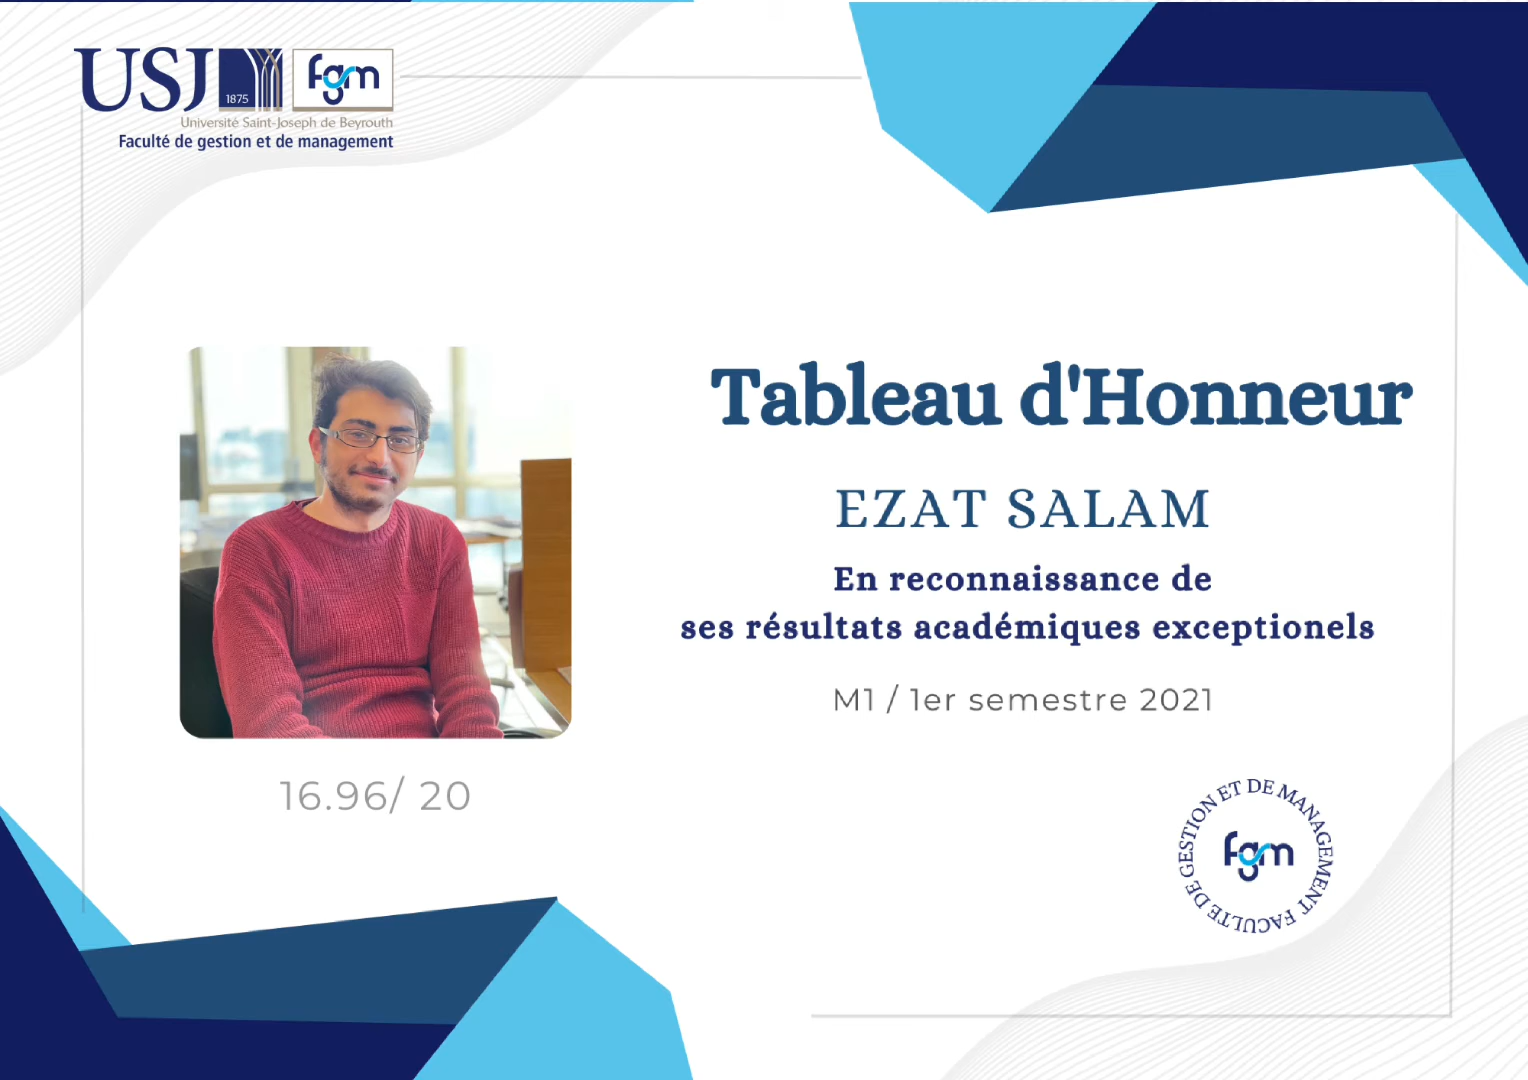 USJ
1875
fgm
Université Saint-Joseph de Beyrouth
Faculté de gestion et de management
Tableau d'Honneur
EZAT SALAM
En reconnaissance de
ses résultats académiques exceptionels
M1 / 1er semestre 2021
16.96/ 20
FACULTE DE GESTION ET DE MANAGEMENT
fgm